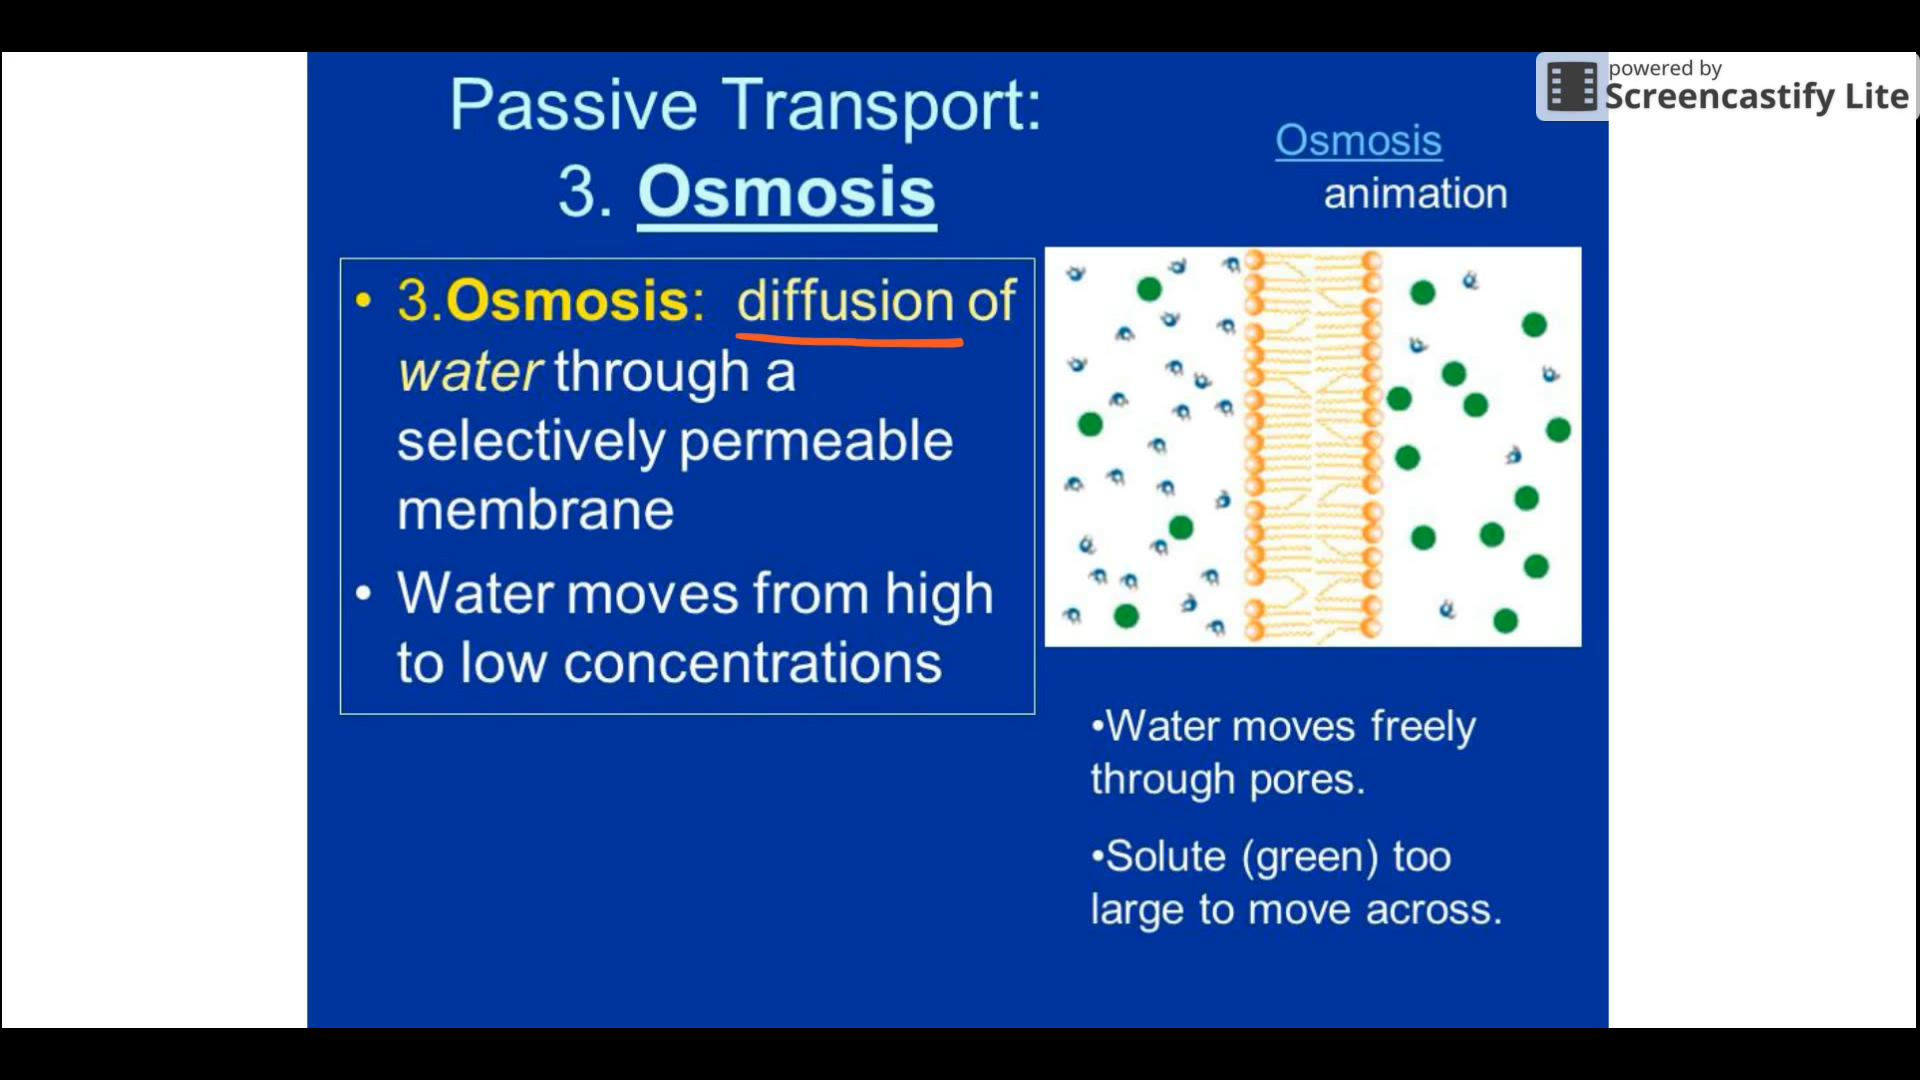 Passive Transport:
3. Osmosis
powered by
Screencastify Lite
Osmosis
animation
• 3.Osmosis: diffusion of
water through a
selectively permeable
membrane
• Water moves from high
to low concentrations
•Water moves freely
through pores.
•Solute (green) too
large to move across.